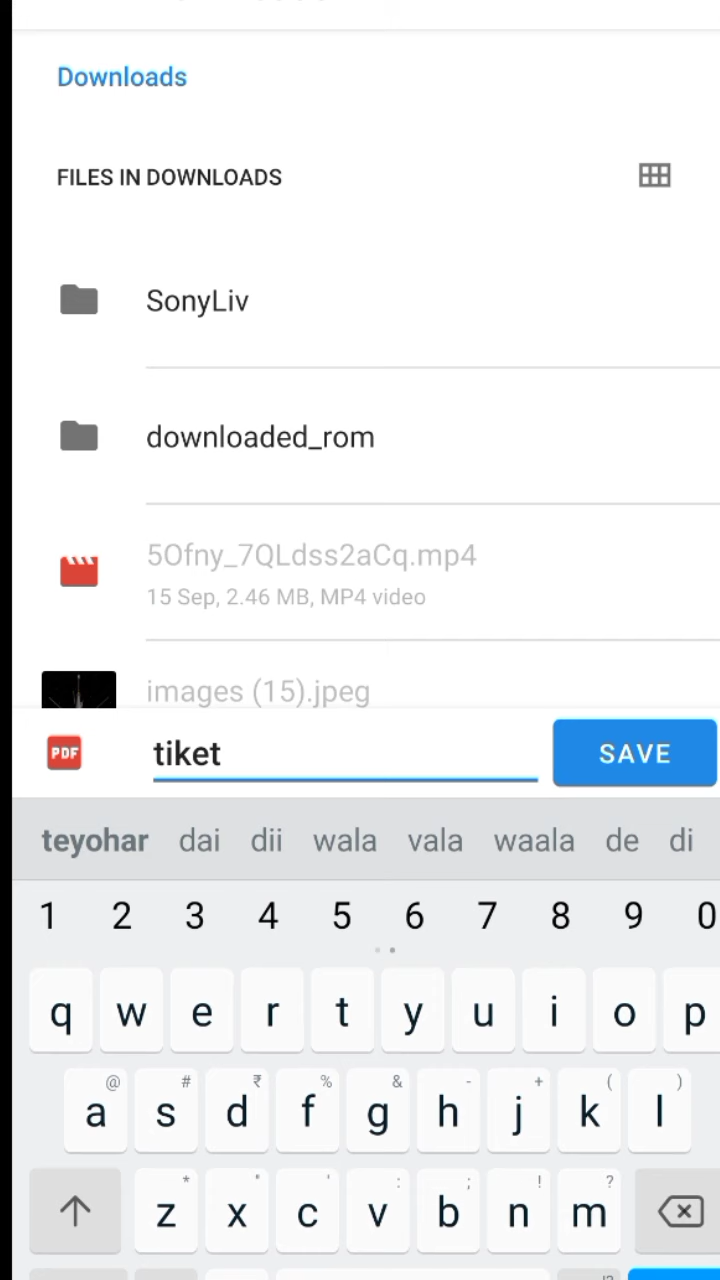 Downloads
FILES IN DOWNLOADS
SonyLiv
downloaded_rom
5Ofny_7QLdss2aCq.mp4
15 Sep, 2.46 MB, MP4 video
images (15).jpeg
PDF tiket SAVE
teyohar dai dii wala vala waala de di
1 2 3 4 5 6 7 8 9 0
q w e r t y u i o p
@ # ₹ % & - + ( )
a s d f g h j k l
* " ' : ; ! ?
z x c v b n m
!?